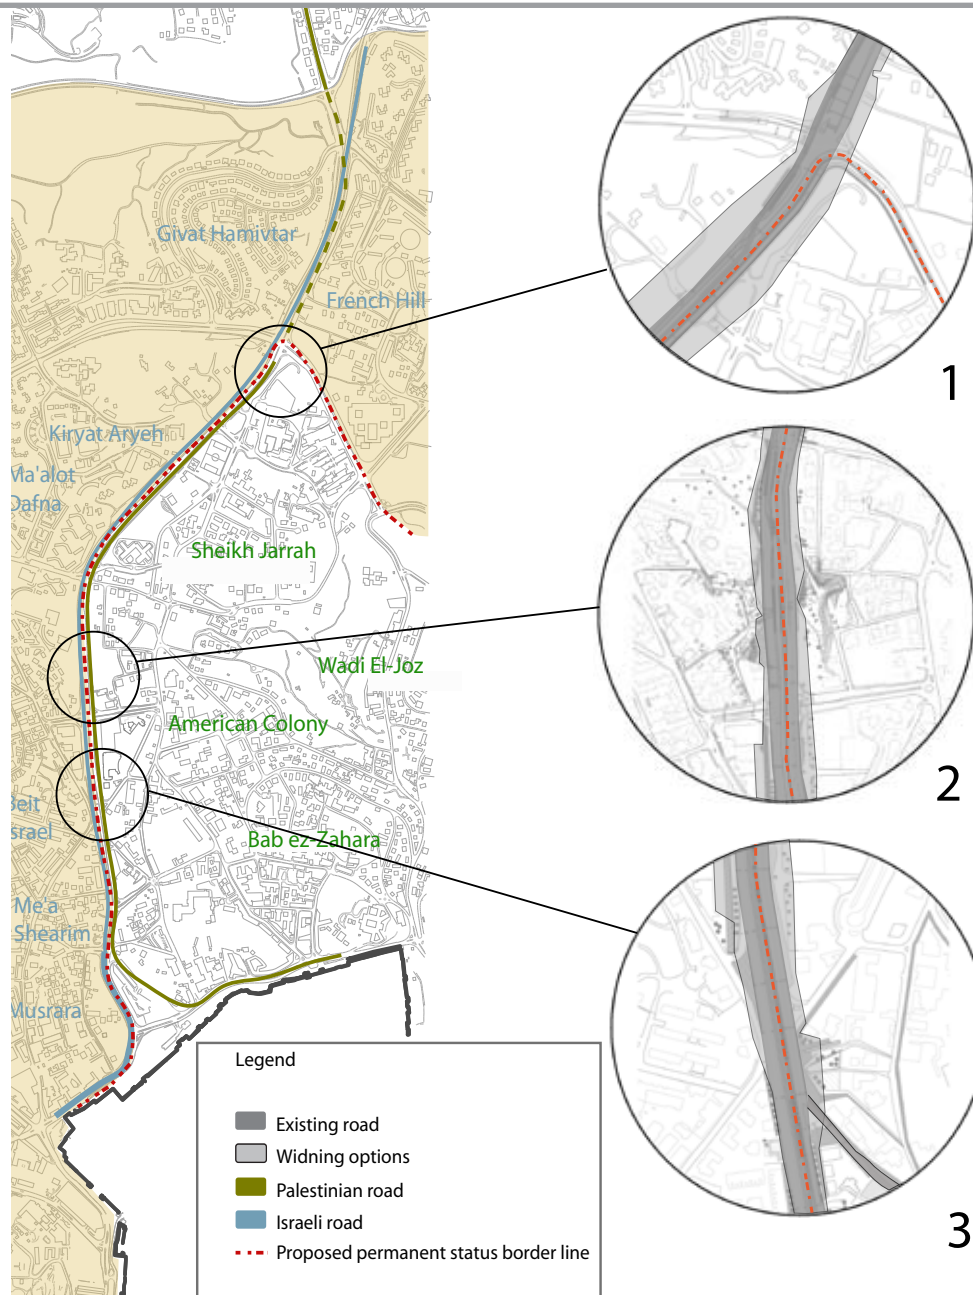 Givat Hamivtar
French Hill
1
Kiryat Aryeh
Ma'alot
Dafna
Sheikh Jarrah
Wadi El-Joz
American Colony
2
Beit
Israel
Bab ez-Zahara
Me'a
Shearim
Musrara
3
Legend
Existing road
Widning options
Palestinian road
Israeli road
Proposed permanent status border line